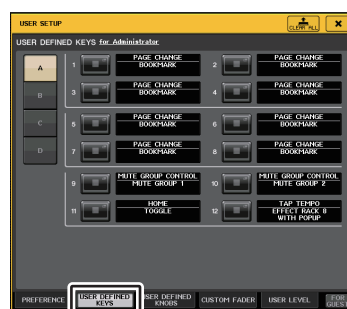 USER SETUP
CLEAR ALL
USER DEFINED KEYS for Administrator
A
B
C
D
1 PAGE CHANGE
BOOKMARK
2 PAGE CHANGE
BOOKMARK
3 PAGE CHANGE
BOOKMARK
4 PAGE CHANGE
BOOKMARK
5 PAGE CHANGE
BOOKMARK
6 PAGE CHANGE
BOOKMARK
7 PAGE CHANGE
BOOKMARK
8 PAGE CHANGE
BOOKMARK
9 MUTE GROUP CONTROL
MUTE GROUP 1
10 MUTE GROUP CONTROL
MUTE GROUP 2
11 HOME
TOGGLE
12 TAP TEMPO
EFFECT RACK 8
WITH POPUP
PREFERENCE
USER DEFINED
KEYS
USER DEFINED
KNOBS
CUSTOM FADER
USER LEVEL
FOR
GUEST